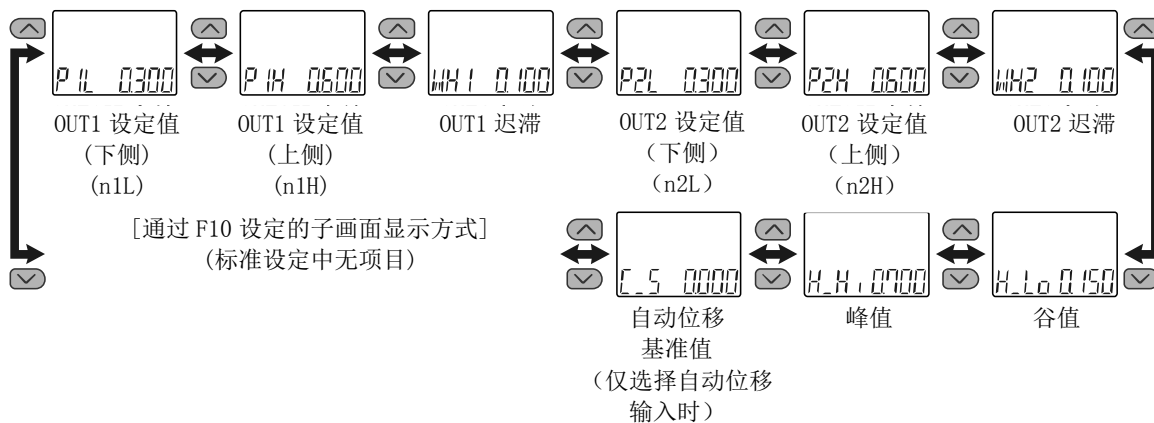 P1L 0.300
P1H 0.600
WH1 0.100
P2L 0.300
P2H 0.600
WH2 0.100
OUT1 设定值
(下侧)
(n1L)
OUT1 设定值
(上侧)
(n1H)
OUT1 迟滞
OUT2 设定值
(下侧)
(n2L)
OUT2 设定值
(上侧)
(n2H)
OUT2 迟滞
[通过 F10 设定的子画面显示方式]
(标准设定中无项目)
C_S 0.000
H_Hi 0.700
H_Lo 0.150
自动位移
基准值
(仅选择自动位移
输入时)
峰值
谷值